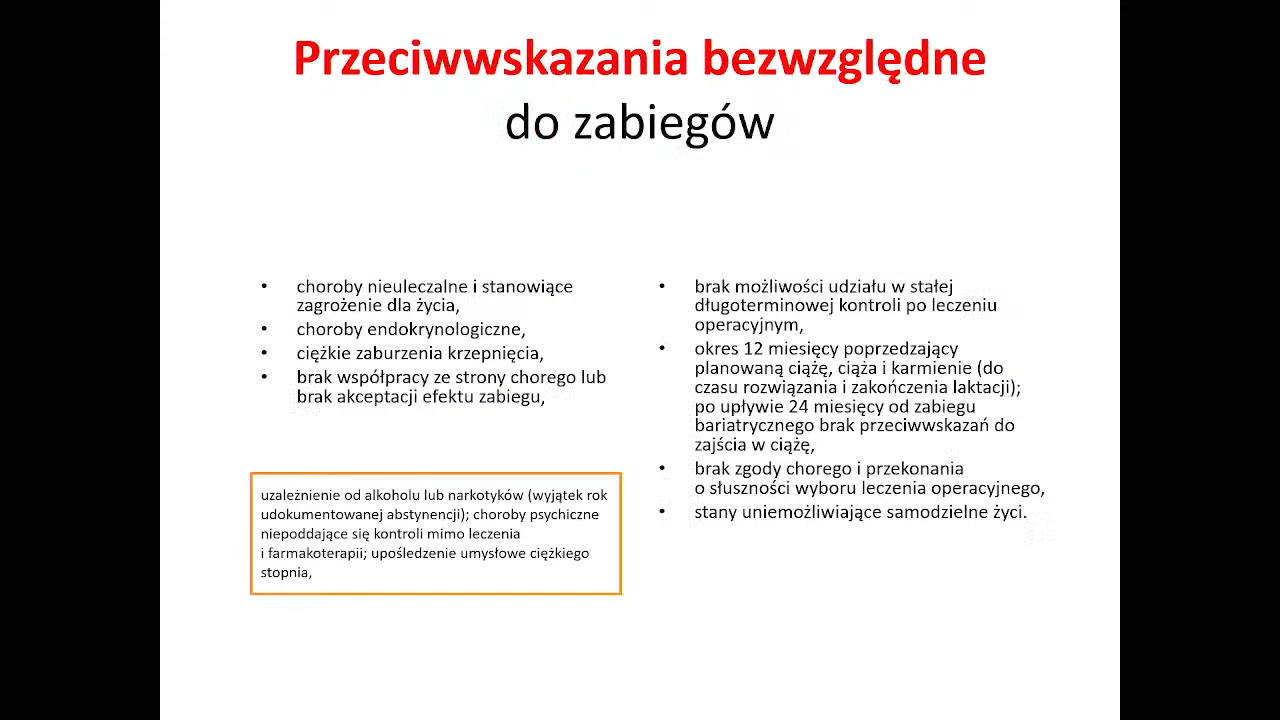 Przeciwwskazania bezwzględne
do zabiegów
• choroby nieuleczalne i stanowiące
zagrożenie dla życia,
• choroby endokrynologiczne,
• ciężkie zaburzenia krzepnięcia,
• brak współpracy ze strony chorego lub
brak akceptacji efektu zabiegu,
uzależnienie od alkoholu lub narkotyków (wyjątek rok
udokumentowanej abstynencji); choroby psychiczne
niepoddające się kontroli mimo leczenia
i farmakoterapii; upośledzenie umysłowe ciężkiego
stopnia,
• brak możliwości udziału w stałej
długoterminowej kontroli po leczeniu
operacyjnym,
• okres 12 miesięcy poprzedzający
planowaną ciążę, ciąża i karmienie (do
czasu rozwiązania i zakończenia laktacji);
po upływie 24 miesięcy od zabiegu
bariatrycznego brak przeciwwskazań do
zajścia w ciążę,
• brak zgody chorego i przekonania
o słuszności wyboru leczenia operacyjnego,
• stany uniemożliwiające samodzielne życi.